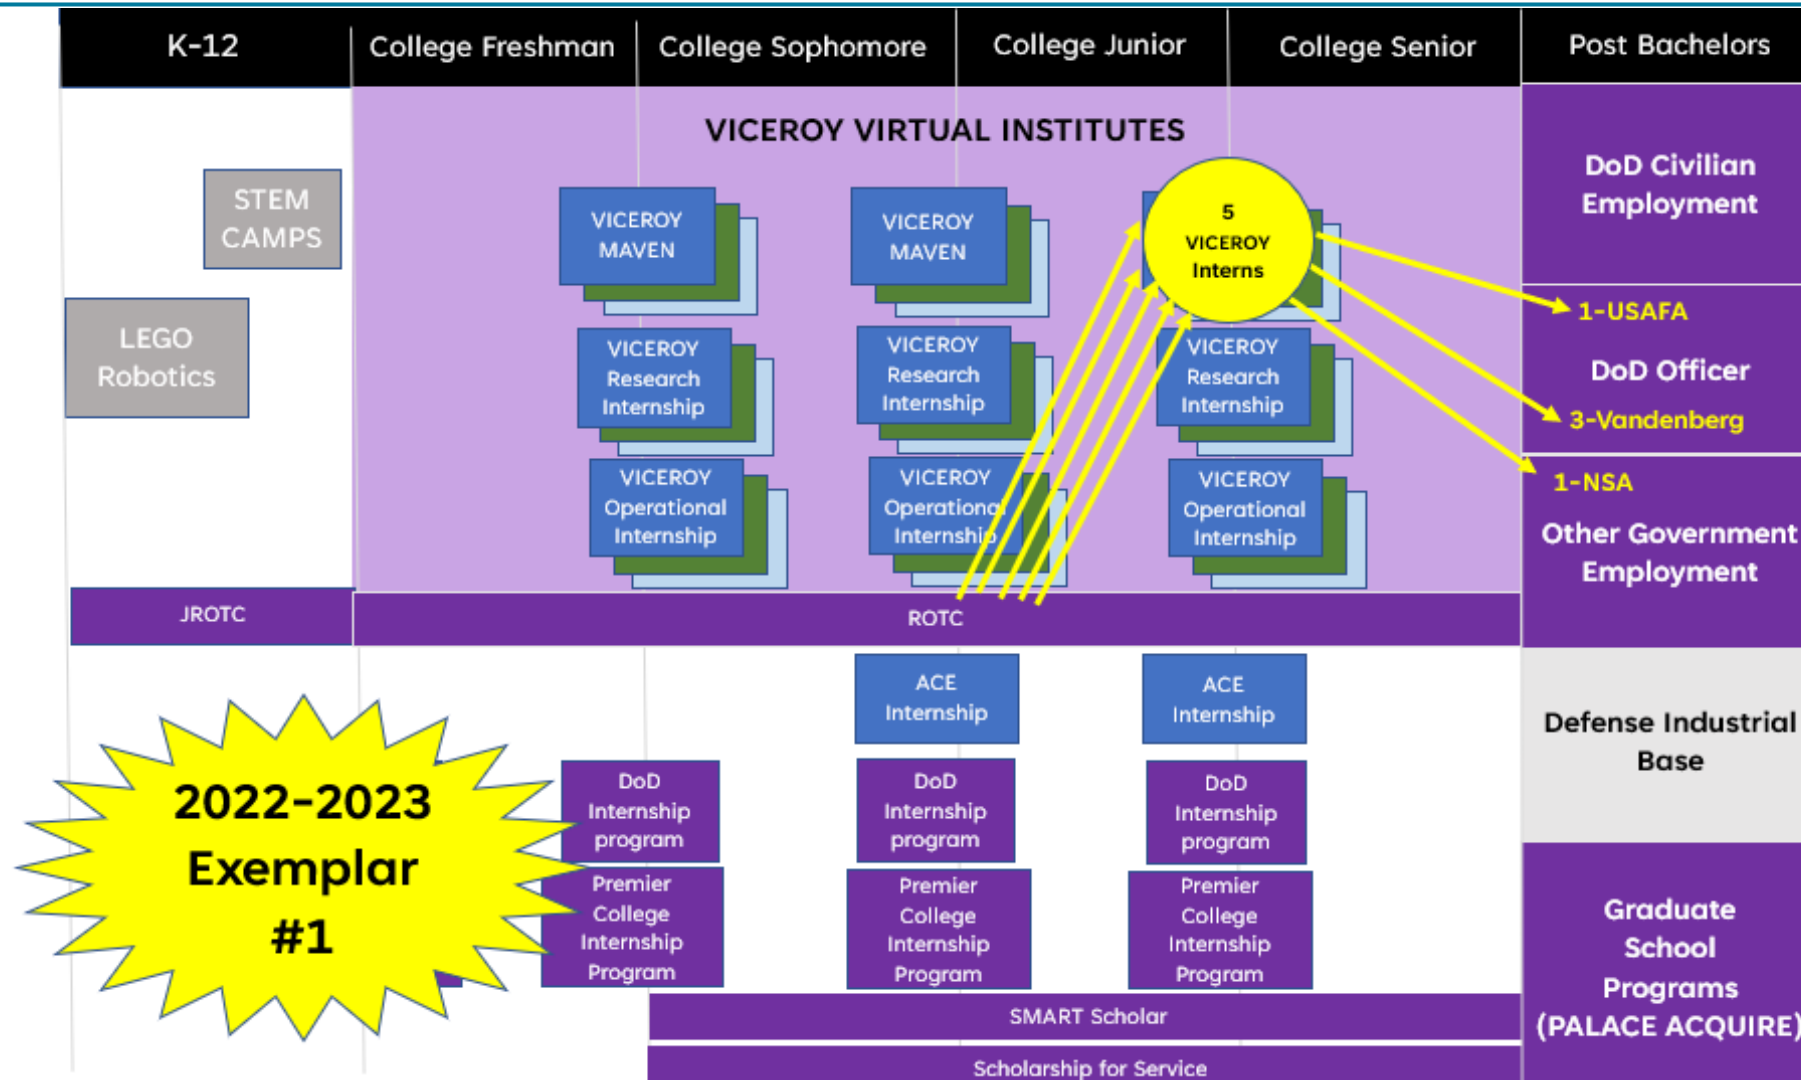 K-12
College Freshman
College Sophomore
College Junior
College Senior
Post Bachelors
VICEROY VIRTUAL INSTITUTES
STEM
CAMPS
LEGO
Robotics
VICEROY
MAVEN
VICEROY
MAVEN
5
VICEROY
Interns
VICEROY
Research
Internship
VICEROY
Research
Internship
VICEROY
Research
Internship
VICEROY
Operational
Internship
VICEROY
Operational
Internship
VICEROY
Operational
Internship
DoD Civilian
Employment
1-USAFA
DoD Officer
3-Vandenberg
1-NSA
Other Government
Employment
JROTC
ROTC
ACE
Internship
ACE
Internship
Defense Industrial
Base
2022-2023
Exemplar
#1
DoD
Internship
program
DoD
Internship
program
DoD
Internship
program
Premier
College
Internship
Program
Premier
College
Internship
Program
Premier
College
Internship
Program
Graduate
School
Programs
(PALACE ACQUIRE)
SMART Scholar
Scholarship for Service